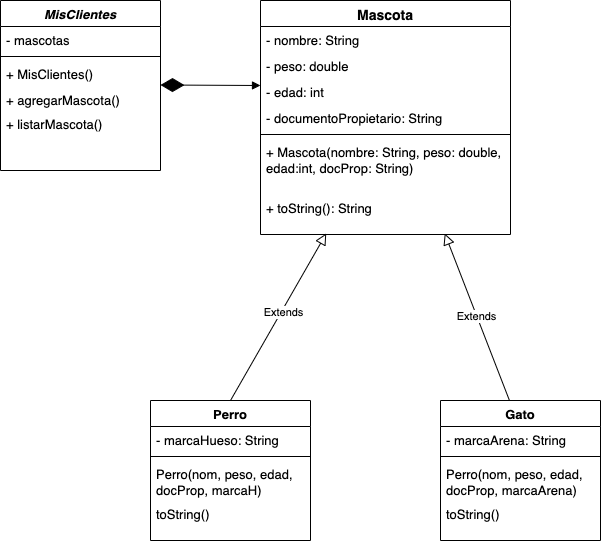 MisClientes
- mascotas
+ MisClientes()
+ agregarMascota()
+ listarMascota()
Mascota
- nombre: String
- peso: double
- edad: int
- documentoPropietario: String
+ Mascota(nombre: String, peso: double,
edad:int, docProp: String)
+ toString(): String
Extends
Extends
Perro
- marcaHueso: String
Perro(nom, peso, edad,
docProp, marcaH)
toString()
Gato
- marcaArena: String
Perro(nom, peso, edad,
docProp, marcaArena)
toString()